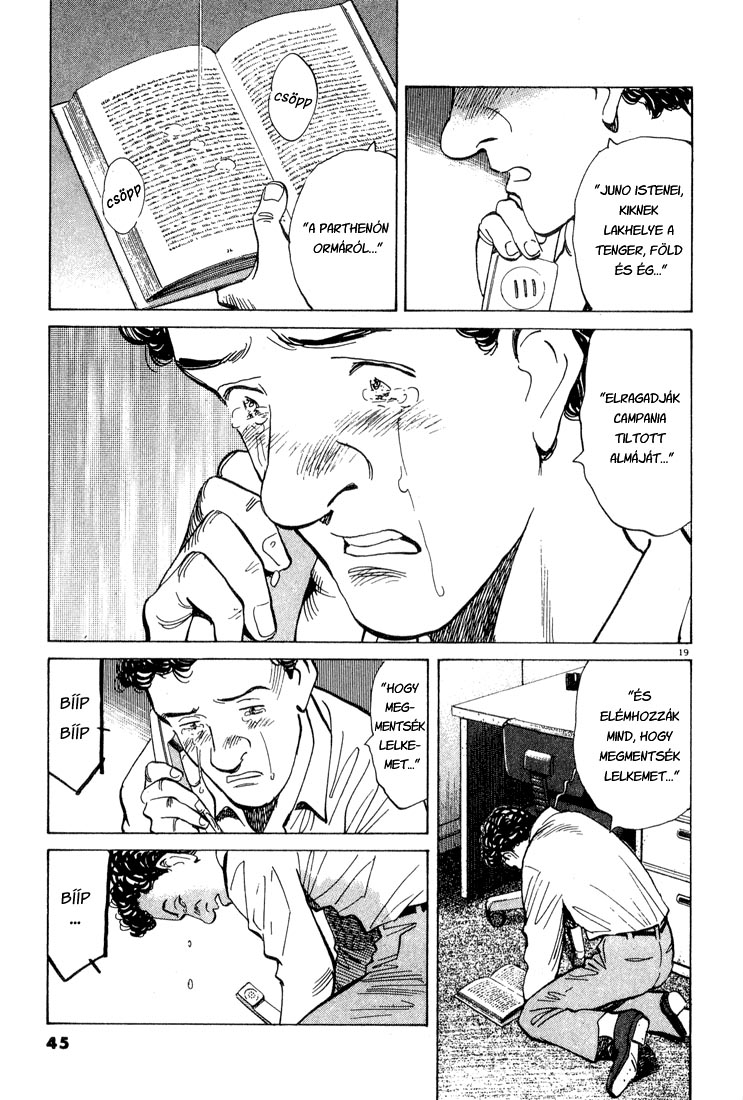 "JUNO ISTENEI,
KIKNEK
LAKHELYE A
TENGER, FÖLD
ÉS ÉG..."
"A PARTHENÓN
ORMÁRÓL..."
csöpp
csöpp
"ELRAGADJÁK
CAMPANIA
TILTOTT
ALMÁJÁT..."
19
"ÉS
ELÉMHOZZÁK
MIND, HOGY
MEGMENTSÉK
LELKEMET..."
"HOGY
MEG-
MENTSÉK
LELKE-
MET..."
BÍÍP
BÍÍP
BÍÍP
...
45